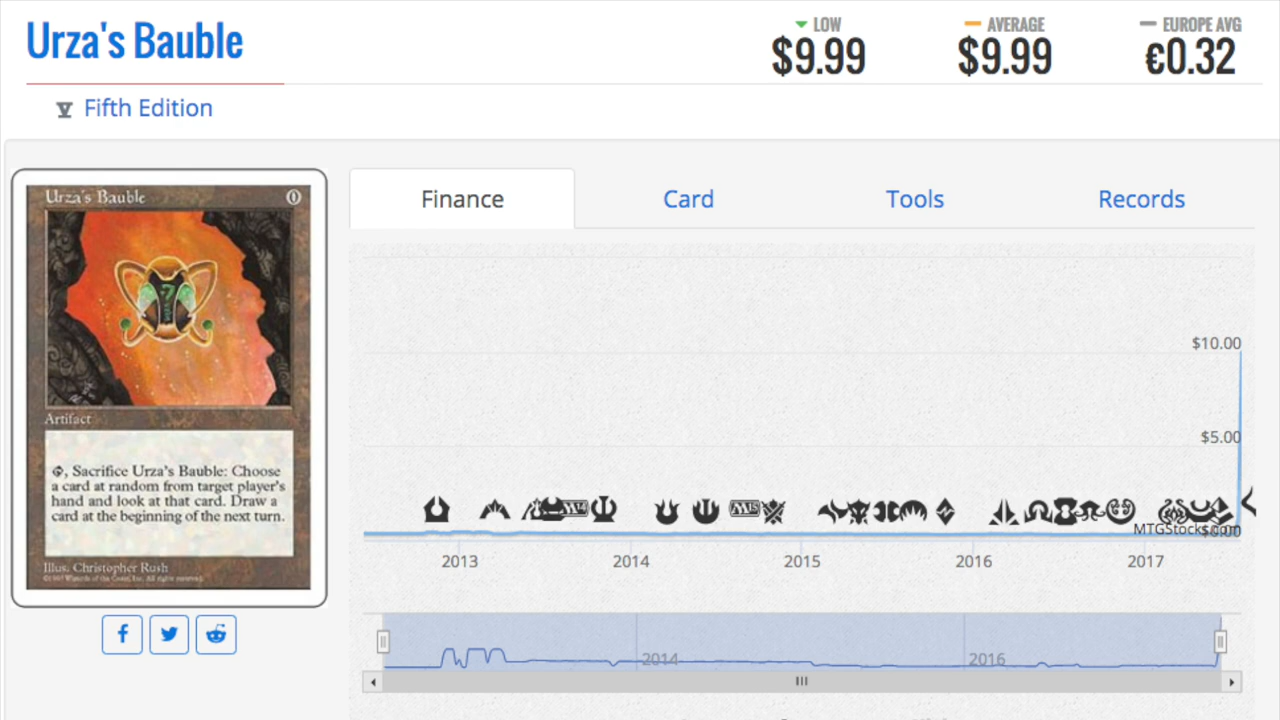 Urza's Bauble
LOW
$9.99
AVERAGE
$9.99
EUROPE AVG
€0.32
Fifth Edition
Urza's Bauble
0
Artifact
, Sacrifice Urza's Bauble: Choose
a card at random from target player's
hand and look at that card. Draw a
card at the beginning of the next turn.
Illus. Christopher Rush
Finance
Card
Tools
Records
$10.00
$5.00
$0.00
MTGStocks.com
2013
2014
2015
2016
2017
2014
2016